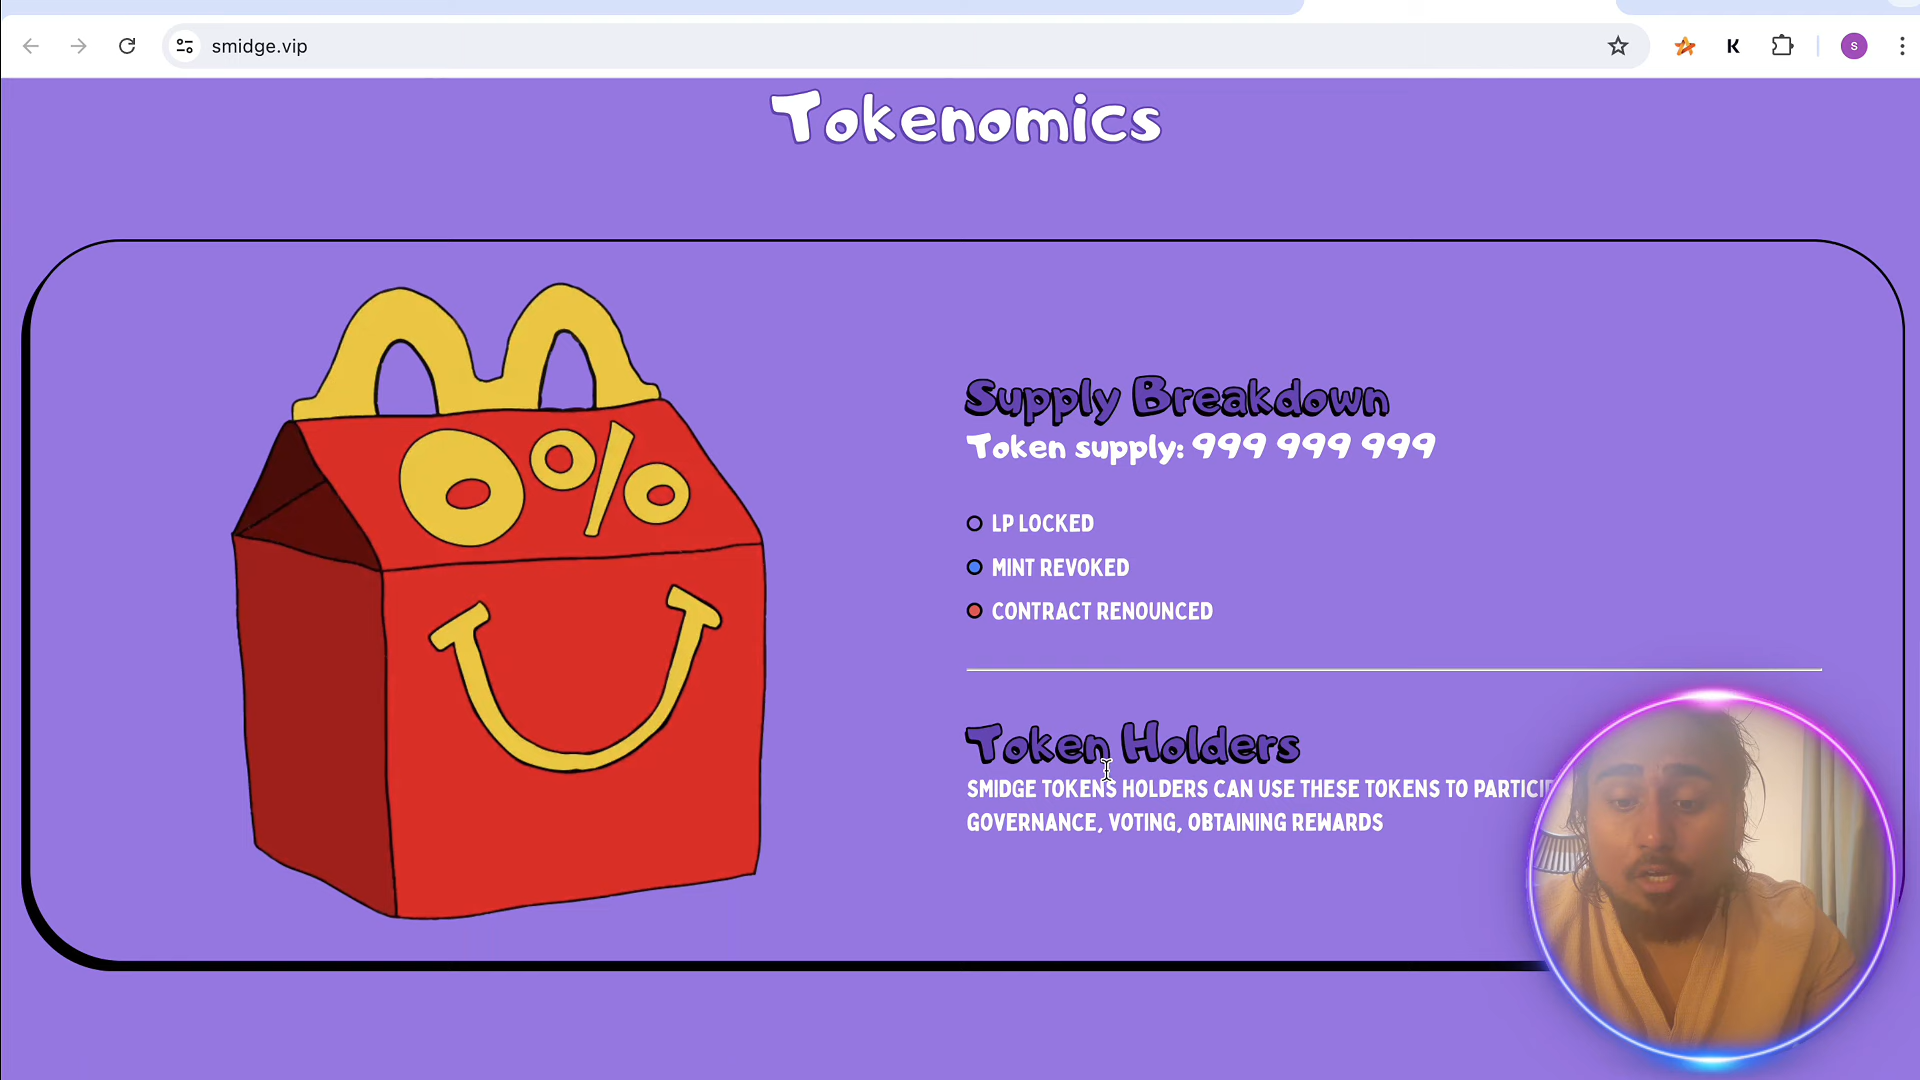 smidge.vip
K
S
Tokenomics
0%
Supply Breakdown
Token supply: 999 999 999
LP LOCKED
MINT REVOKED
CONTRACT RENOUNCED
Token Holders
SMIDGE TOKENS HOLDERS CAN USE THESE TOKENS TO
GOVERNANCE, VOTING, OBTAINING REWARDS